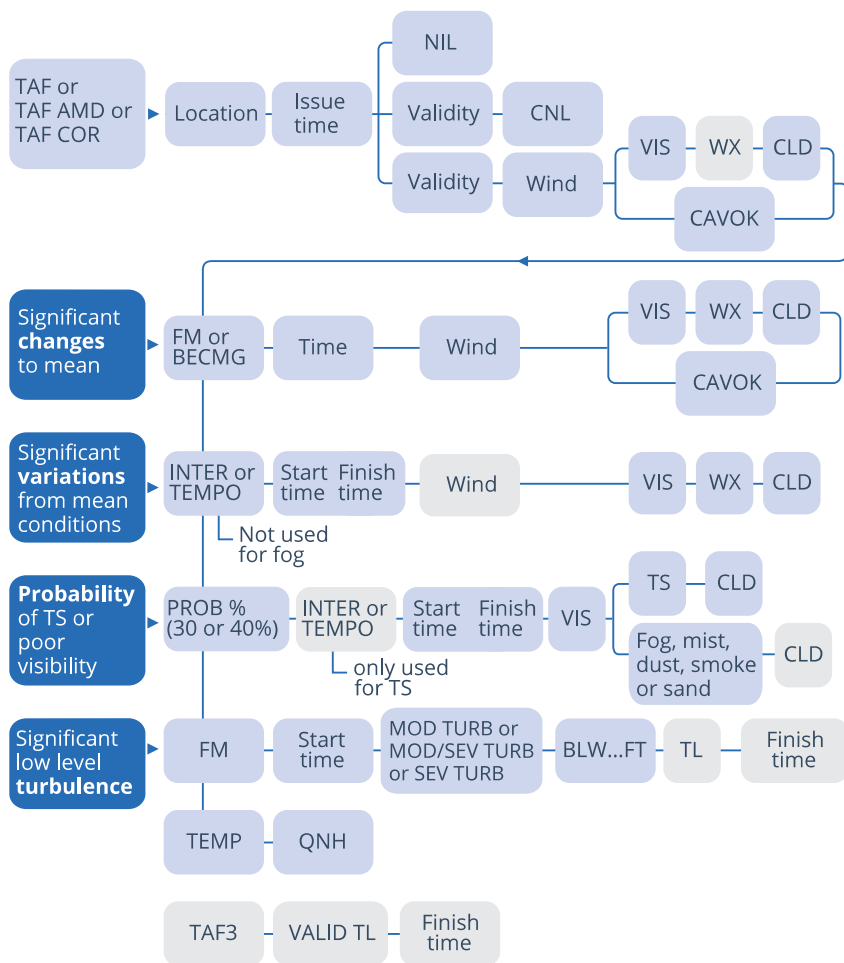 NIL
TAF or
TAF AMD or
TAF COR
Location
Issue
time
Validity
CNL
Validity
Wind
VIS
WX
CLD
CAVOK
Significant
changes
to mean
FM or
BECMG
Time
Wind
VIS
WX
CLD
CAVOK
Significant
variations
from mean
conditions
INTER or
TEMPO
Start Finish
time time
Wind
VIS
WX
CLD
Not used
for fog
Probability
of TS or
poor
visibility
PROB %
(30 or 40%)
INTER or
TEMPO
Start Finish
time time
VIS
TS
CLD
Fog, mist,
dust, smoke
or sand
CLD
only used
for TS
Significant
low level
turbulence
FM
Start
time
MOD TURB or
MOD/SEV TURB
or SEV TURB
BLW...FT
TL
Finish
time
TEMP
QNH
TAF3
VALID TL
Finish
time